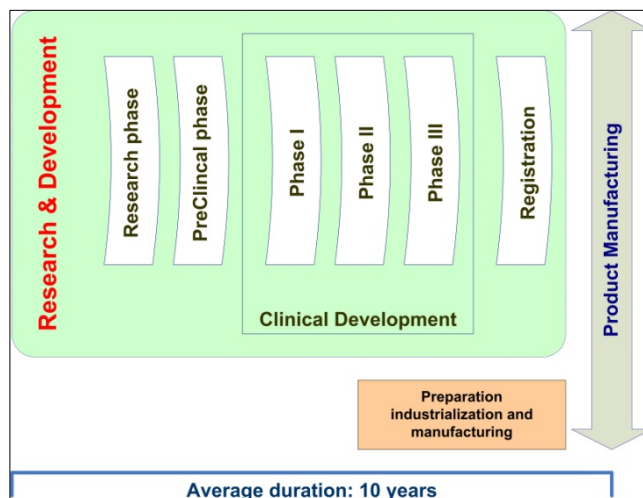 Research & Development
Research phase
PreClincal phase
Phase I
Phase II
Phase III
Registration
Clinical Development
Product Manufacturing
Preparation
industrialization and
manufacturing
Average duration: 10 years